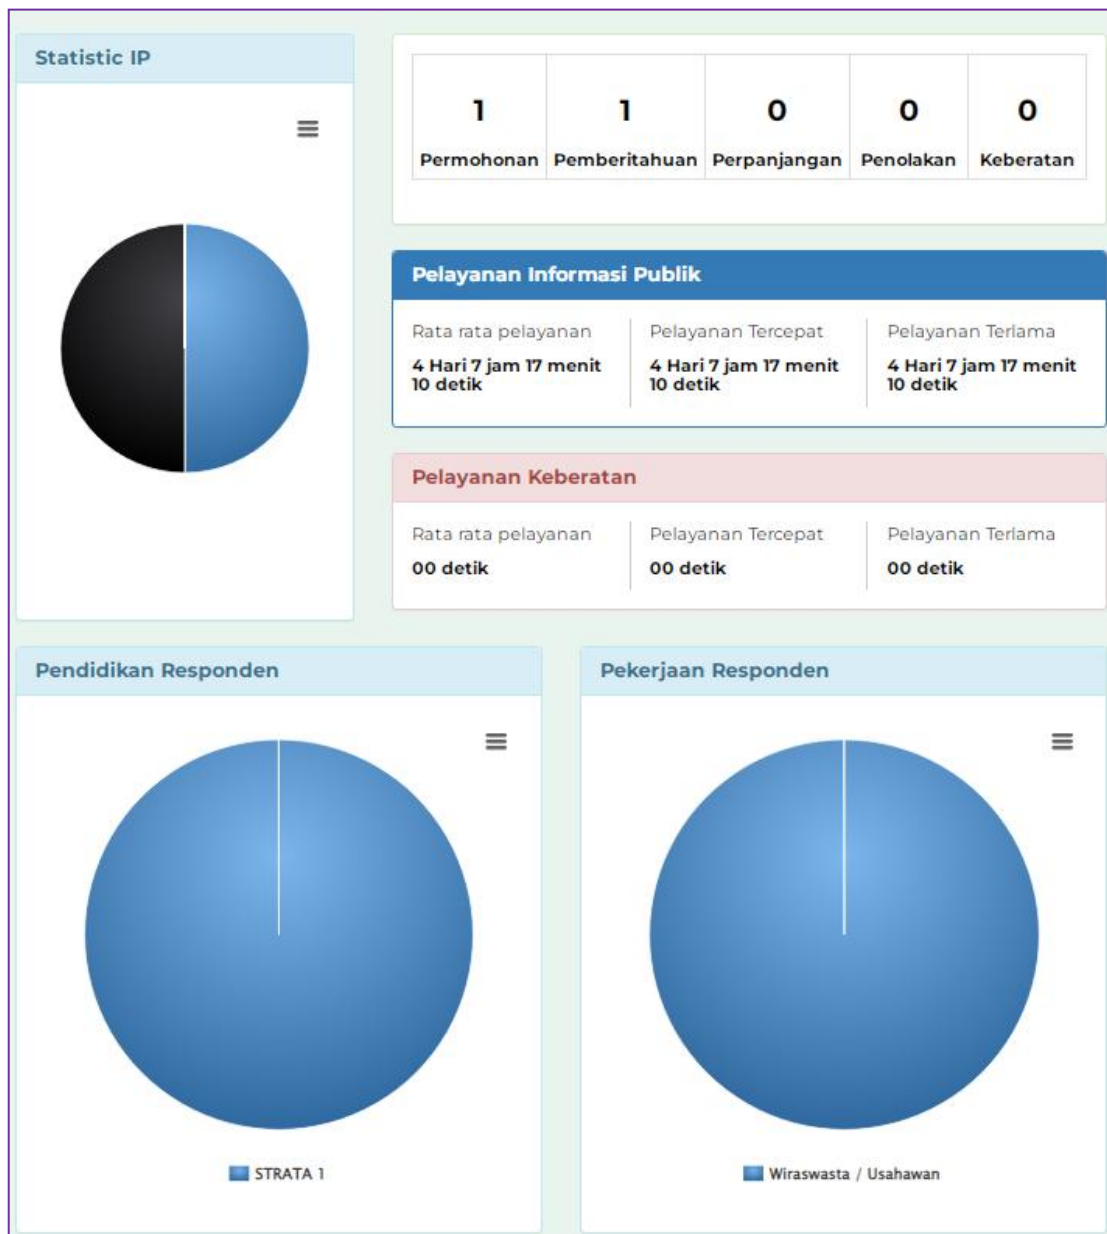 Statistic IP
1 1 0 0 0
Permohonan Pemberitahuan Perpanjangan Penolakan Keberatan
Pelayanan Informasi Publik
Rata rata pelayanan
4 Hari 7 jam 17 menit
10 detik
Pelayanan Tercepat
4 Hari 7 jam 17 menit
10 detik
Pelayanan Terlama
4 Hari 7 jam 17 menit
10 detik
Pelayanan Keberatan
Rata rata pelayanan
00 detik
Pelayanan Tercepat
00 detik
Pelayanan Terlama
00 detik
Pendidikan Responden
STRATA 1
Pekerjaan Responden
Wiraswasta / Usahawan